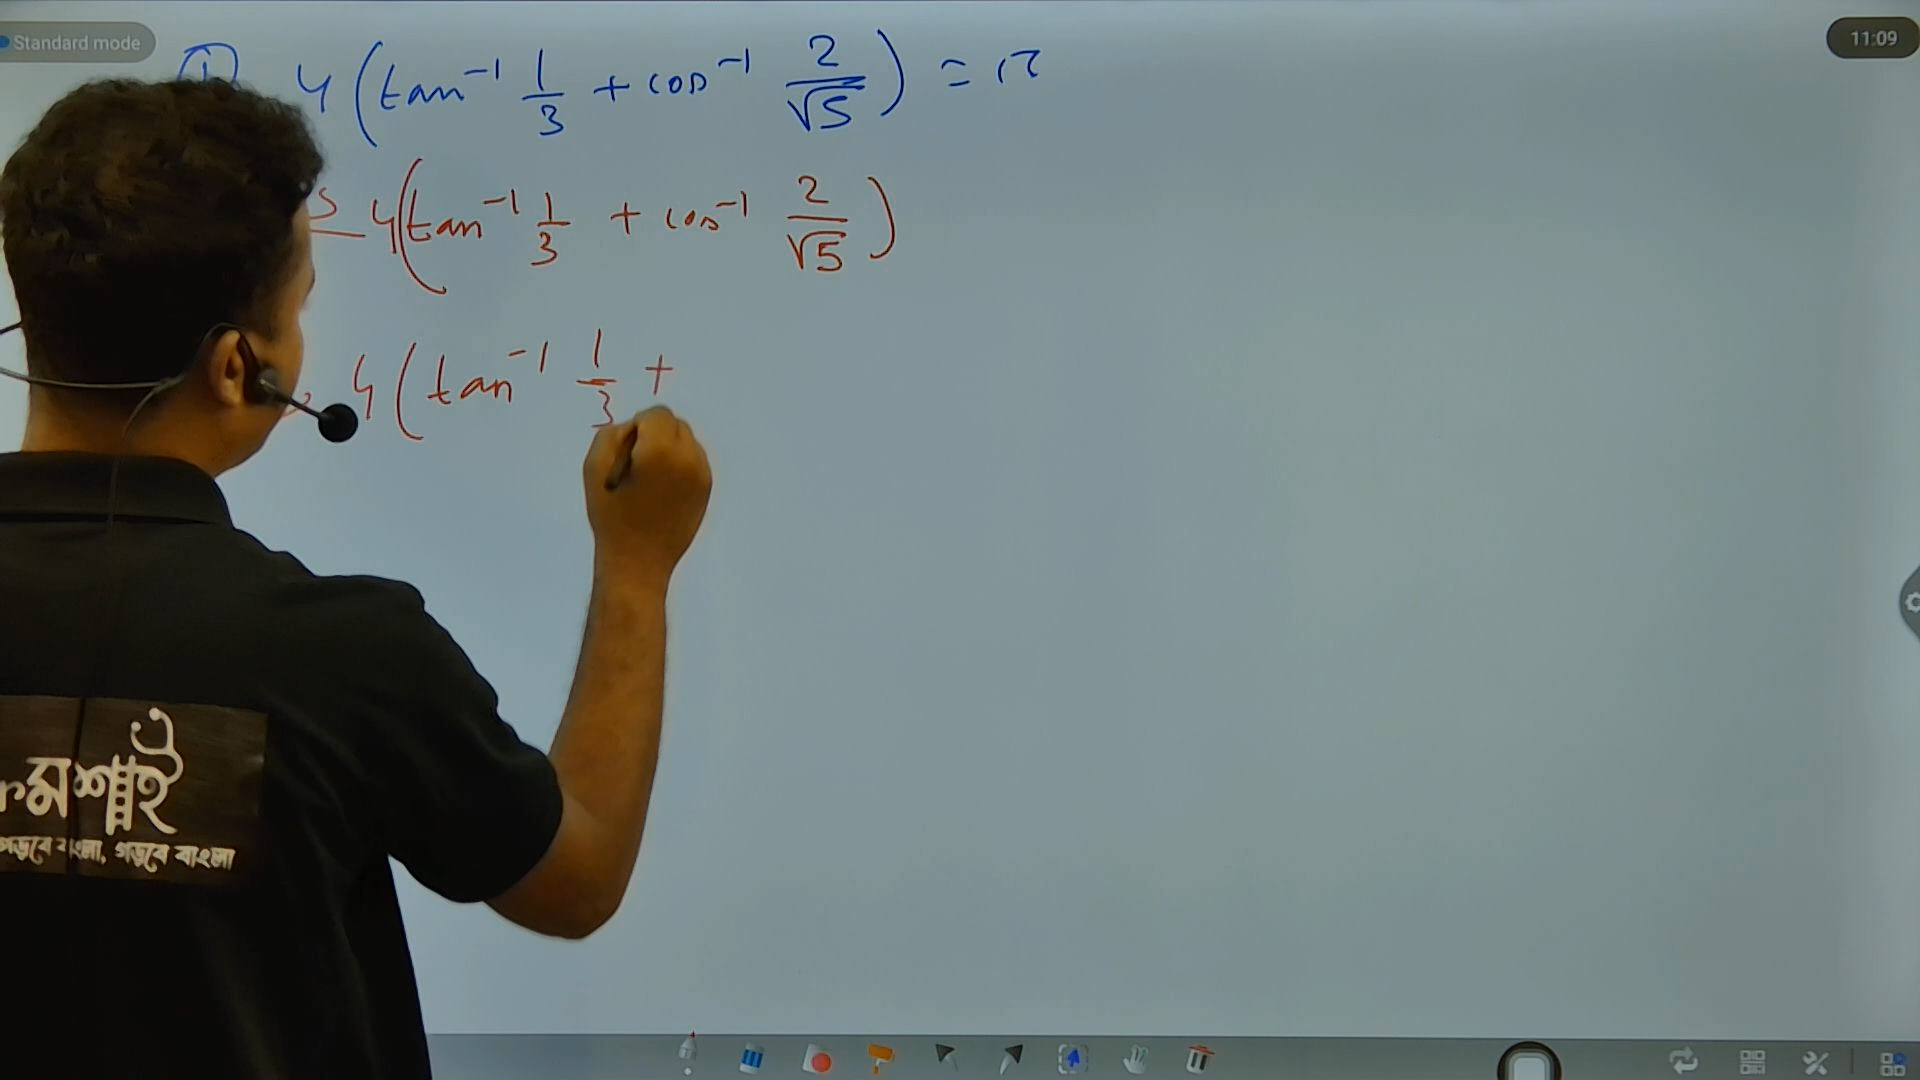 Standard mode
11:09
① 4 (tan⁻¹ 1/3 + cos⁻¹ 2/√5) = π
S 4(tan⁻¹ 1/3 + cos⁻¹ 2/√5)
4 (tan⁻¹ 1/3 +
মশাই
গড়বে বাংলা